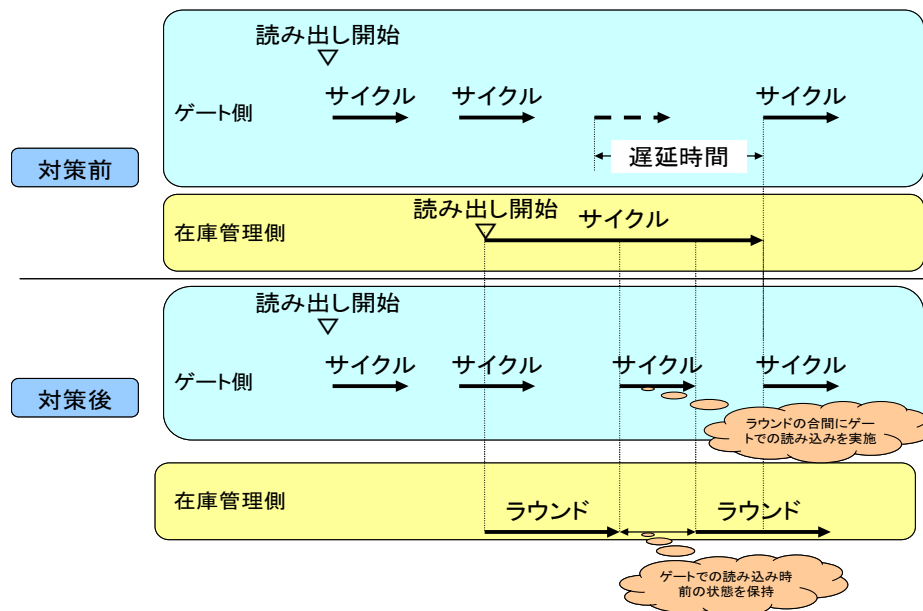 読み出し開始
サイクル
サイクル
サイクル
ゲート側
遅延時間
対策前
読み出し開始
サイクル
在庫管理側
読み出し開始
サイクル
サイクル
サイクル
サイクル
ゲート側
対策後
ラウンドの合間にゲー
トでの読み込みを実施
在庫管理側
ラウンド
ラウンド
ゲートでの読み込み時
前の状態を保持